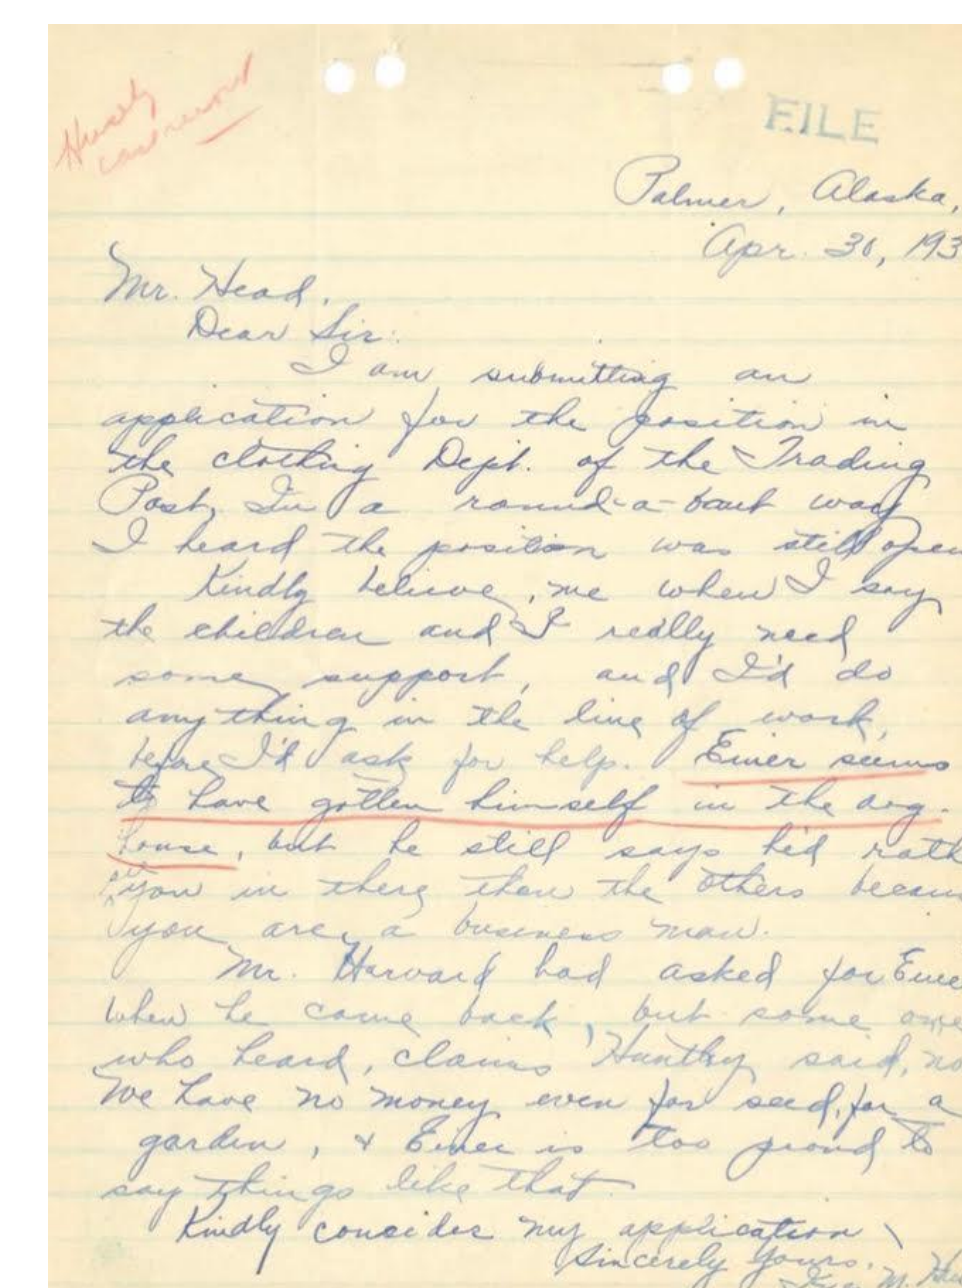 FILE
Palmer, Alaska,
Apr. 30, 193
Mr. Head,
Dear Sir:
I am submitting an
application for the position in
the clothing Dept. of the Trading
Post. In a round-a-bout way
I heard the position was still open
Kindly believe, me when I say
the children and I really need
some support, and I'd do
anything in the line of work,
before I'd ask for help. Einer seems
to have gotten himself in the dog-
house, but he still says he'd rath
you in there than the others becau
you are a business man.
Mr. Harvard had asked for Eine
when he came back, but some one
who heard, claims Huntley said, no
We have no money even for seed, for a
garden, & Einer is too proud to
say things like that.
Kindly consider my application
Sincerely Yours,